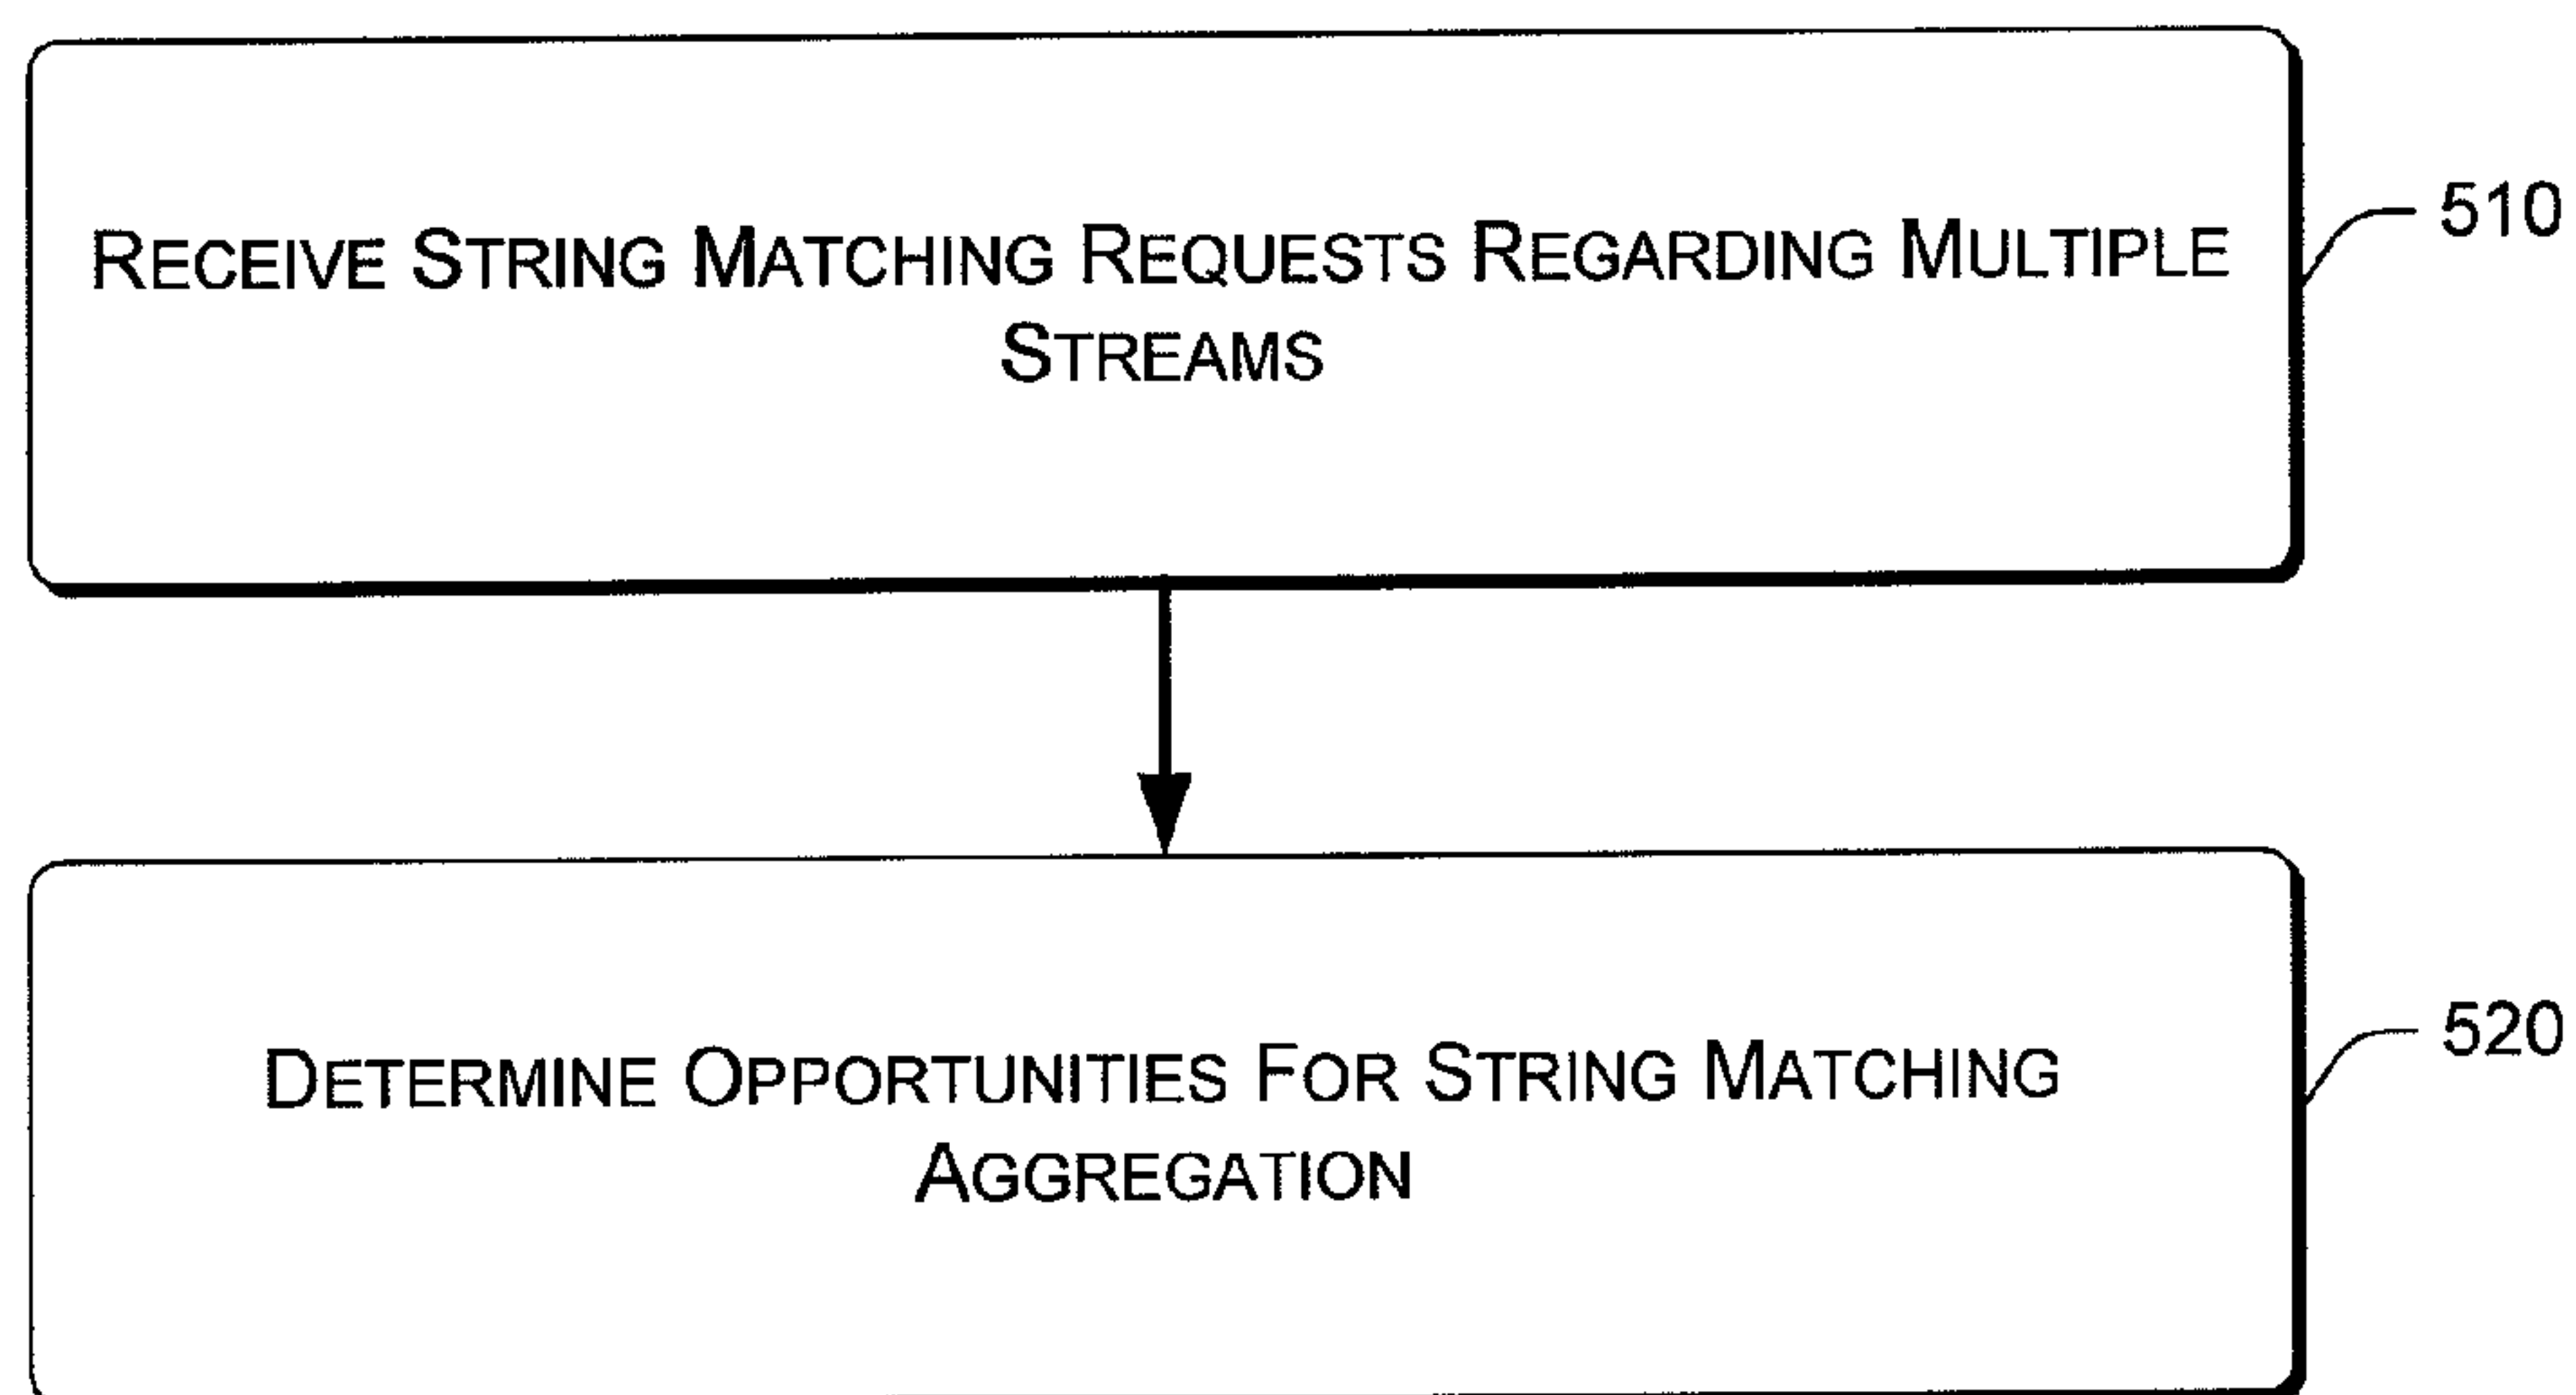 RECEIVE STRING MATCHING REQUESTS REGARDING MULTIPLE
STREAMS
510
DETERMINE OPPORTUNITIES FOR STRING MATCHING
AGGREGATION
520